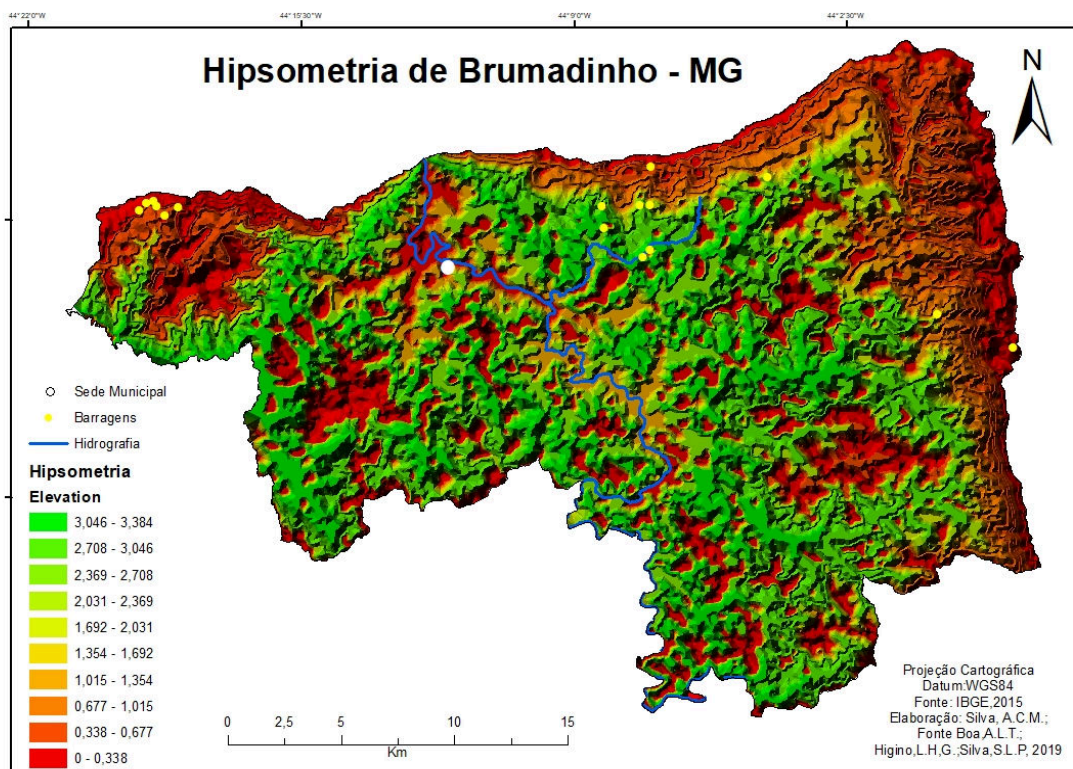 44°22'0"W 44°15'30"W 44°9'0"W 44°2'30"W
Hipsometria de Brumadinho - MG
N
Sede Municipal
Barragens
Hidrografia
Hipsometria
Elevation
3,046 - 3,384
2,708 - 3,046
2,369 - 2,708
2,031 - 2,369
1,692 - 2,031
1,354 - 1,692
1,015 - 1,354
0,677 - 1,015
0,338 - 0,677
0 - 0,338
0 2,5 5 10 15
Km
Projeção Cartográfica
Datum:WGS84
Fonte: IBGE,2015
Elaboração: Silva, A.C.M.;
Fonte Boa,A.L.T.;
Higino,L.H,G.;Silva,S.L.P, 2019